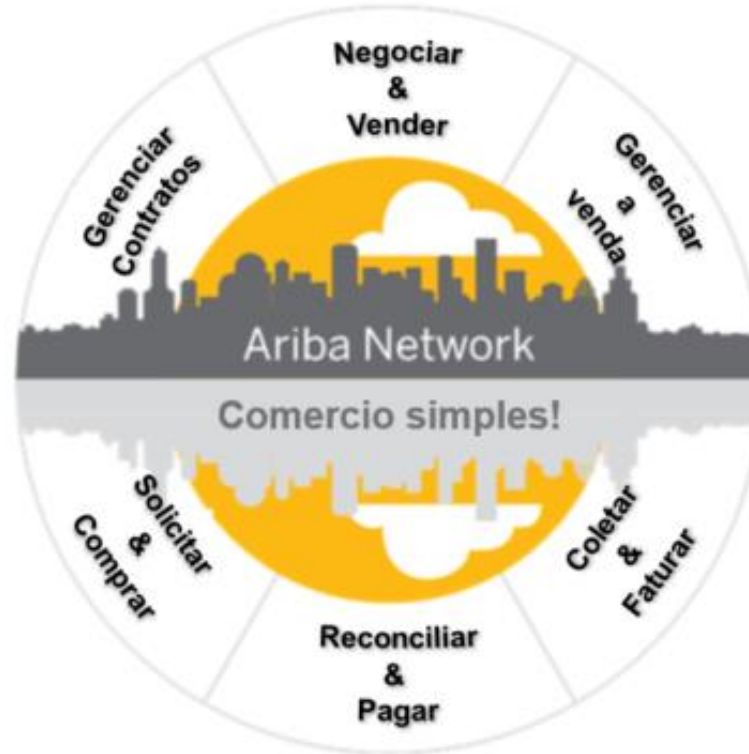 Negociar
&
Vender
Gerenciar
a
venda
Gerenciar
Contratos
Ariba Network
Comercio simples!
Solicitar
&
Comprar
Coletar
&
Faturar
Reconciliar
&
Pagar